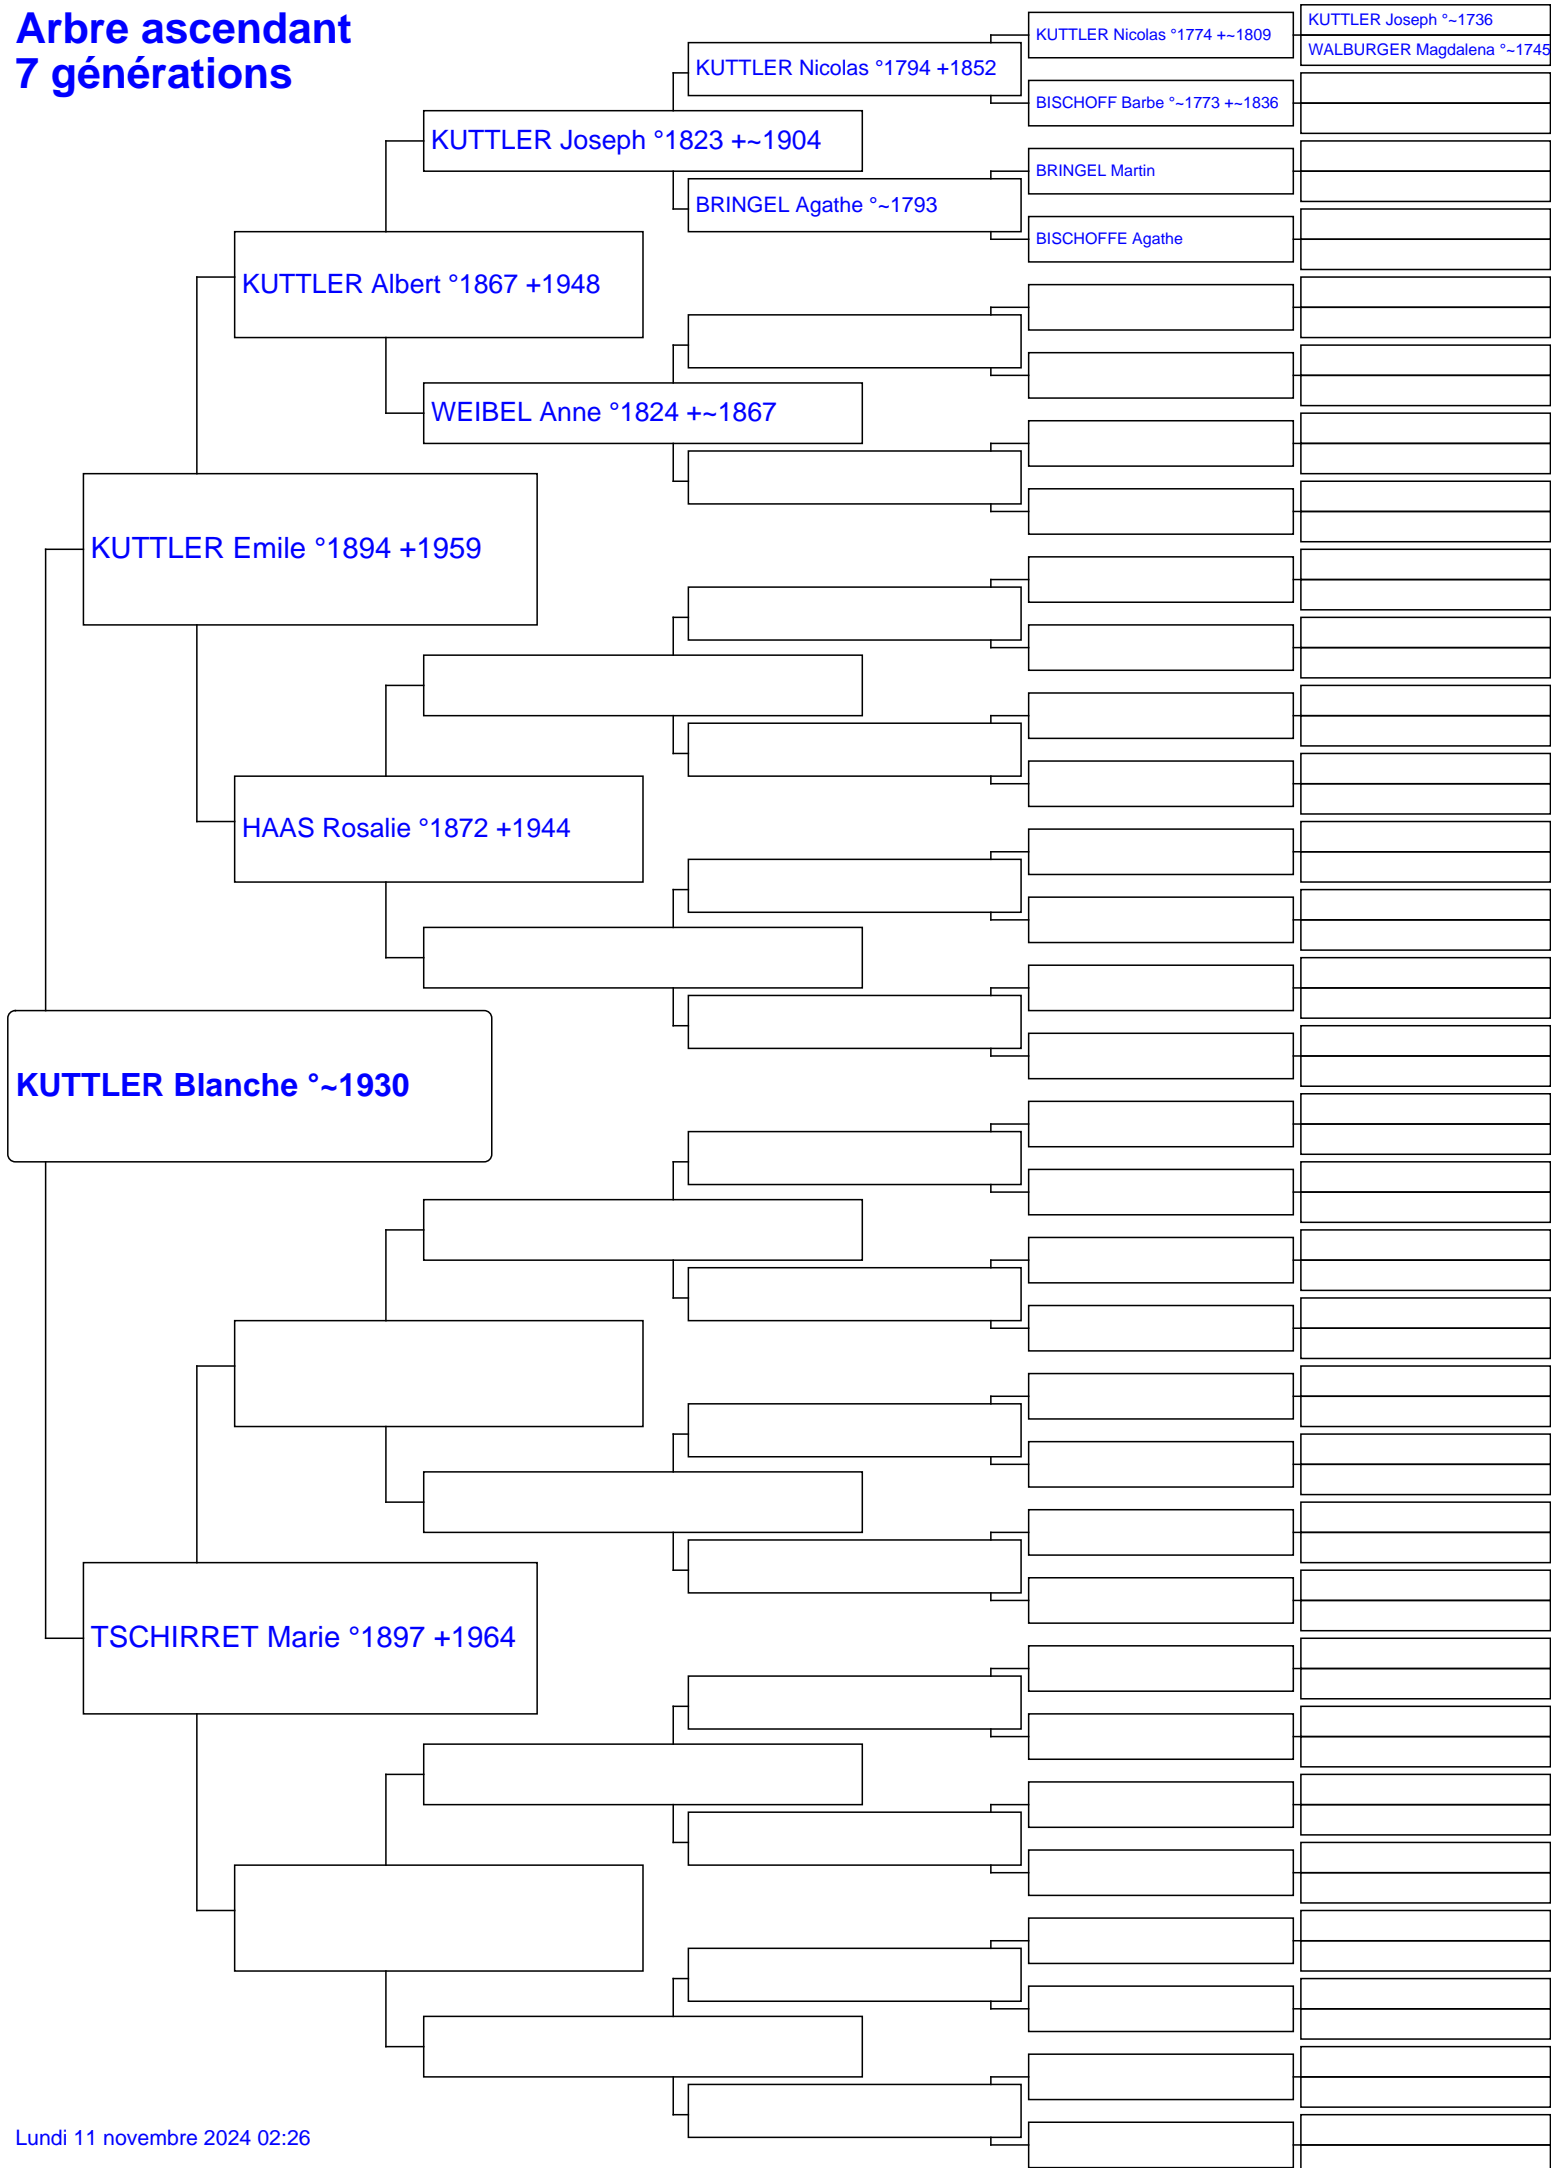 Arbre ascendant
7 générations
KUTTLER Joseph °~1736
KUTTLER Nicolas °1774 +~1809
WALBURGER Magdalena °~1745
KUTTLER Nicolas °1794 +1852
BISCHOFF Barbe °~1773 +~1836
KUTTLER Joseph °1823 +~1904
BRINGEL Martin
BRINGEL Agathe °~1793
BISCHOFFE Agathe
KUTTLER Albert °1867 +1948
WEIBEL Anne °1824 +~1867
KUTTLER Emile °1894 +1959
HAAS Rosalie °1872 +1944
KUTTLER Blanche °~1930
TSCHIRRET Marie °1897 +1964
Lundi 11 novembre 2024 02:26